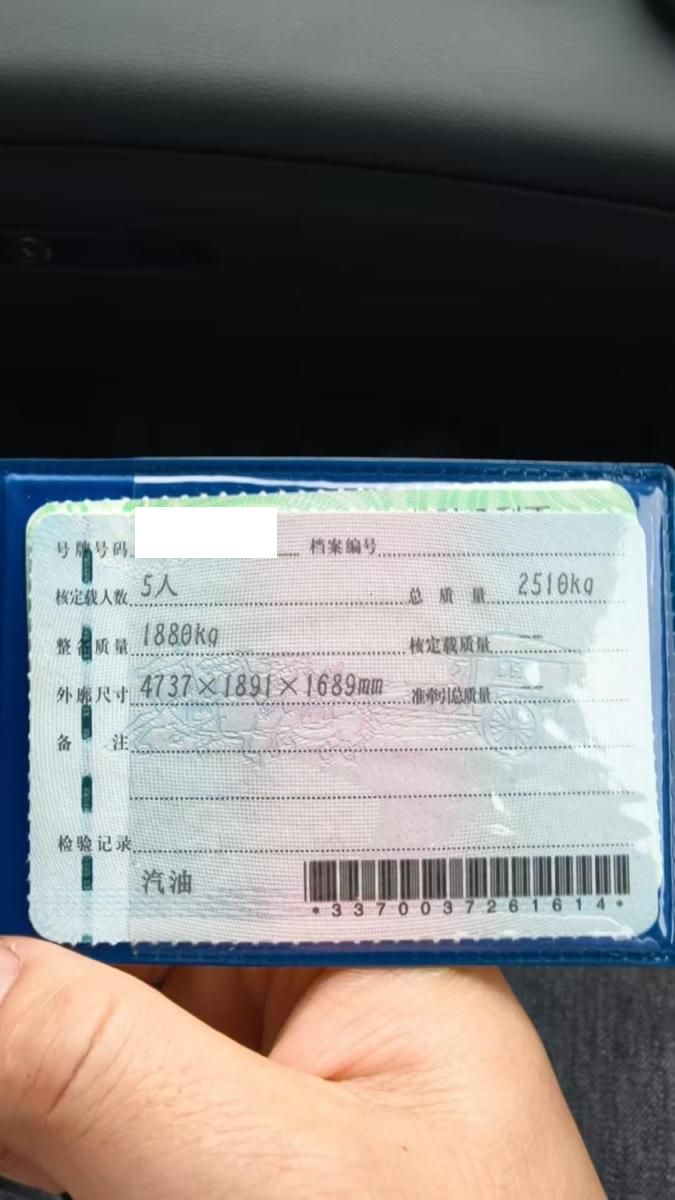 号牌号码 档案编号
核定载人数 5人 总质量 2510kg
整备质量 1880kg 核定载质量 --
外廓尺寸 4737×1891×1689mm 准牵引总质量 --
备注
检验记录
汽油
*3370037261614*